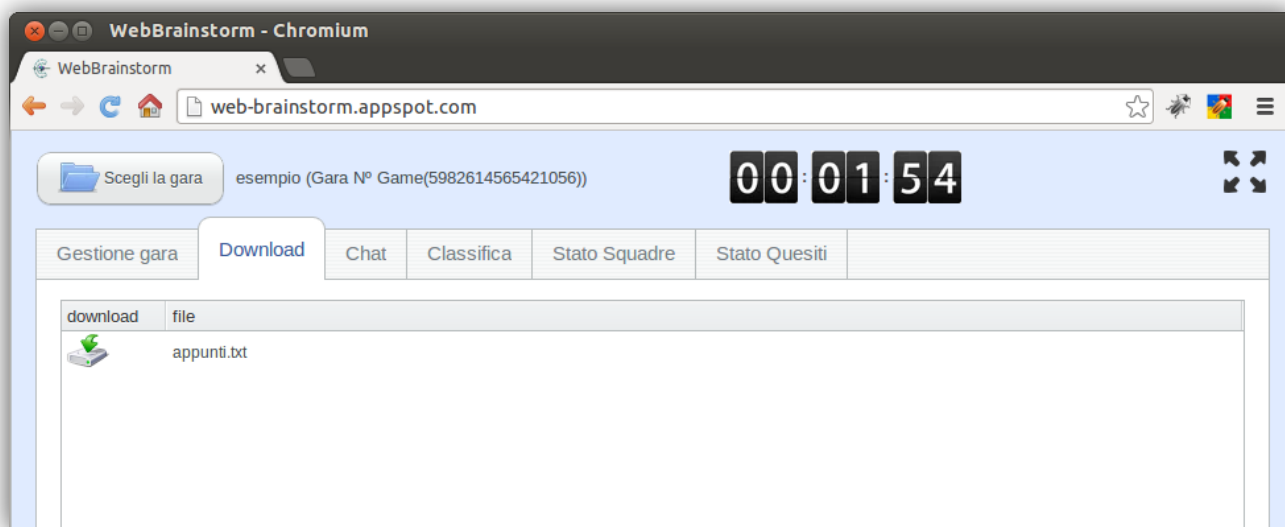 WebBrainstorm - Chromium
WebBrainstorm
web-brainstorm.appspot.com
Scegli la gara esempio (Gara Nº Game(5982614565421056)) 00:01:54
Gestione gara Download Chat Classifica Stato Squadre Stato Quesiti
download file
appunti.txt